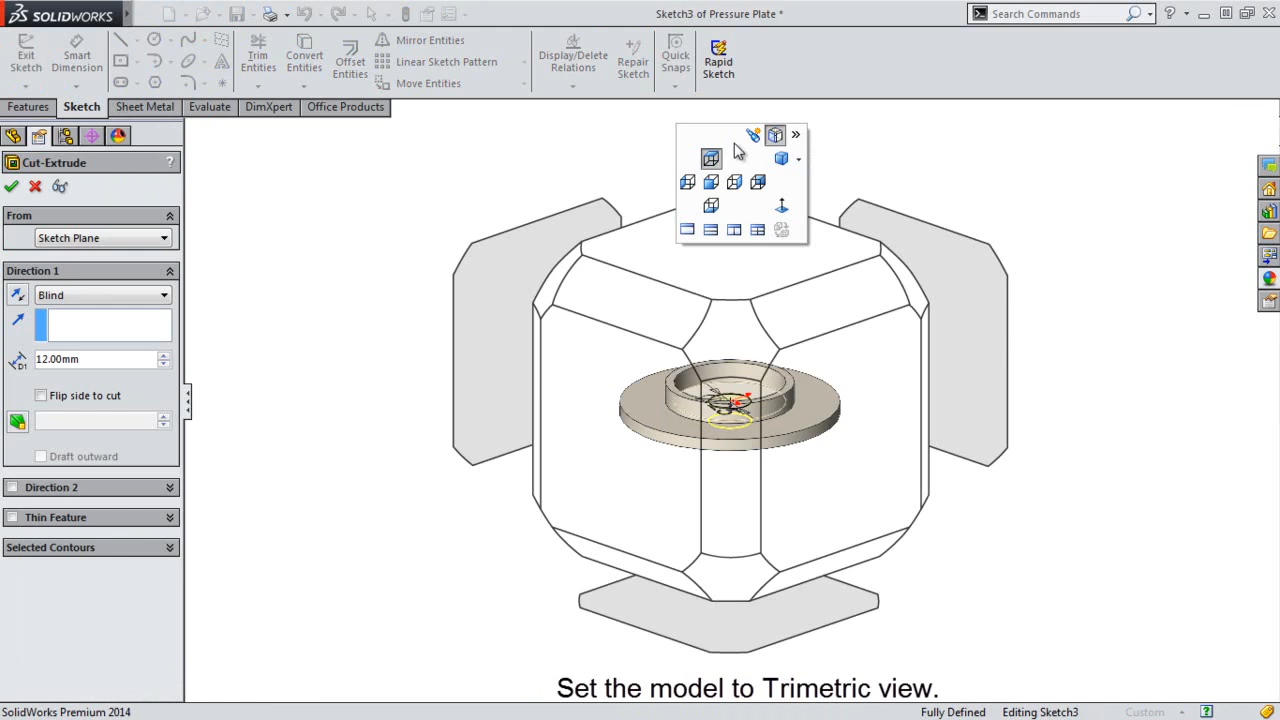 SOLIDWORKS
Sketch3 of Pressure Plate *
Search Commands
Exit Sketch
Smart Dimension
Trim Entities
Convert Entities
Offset Entities
Mirror Entities
Linear Sketch Pattern
Move Entities
Display/Delete Relations
Repair Sketch
Quick Snaps
Rapid Sketch
Features
Sketch
Sheet Metal
Evaluate
DimXpert
Office Products
Cut-Extrude
?
From
Sketch Plane
Direction 1
Blind
D1
12.00mm
Flip side to cut
Draft outward
Direction 2
Thin Feature
Selected Contours
Set the model to Trimetric view.
SolidWorks Premium 2014
Fully Defined
Editing Sketch3
Custom
?